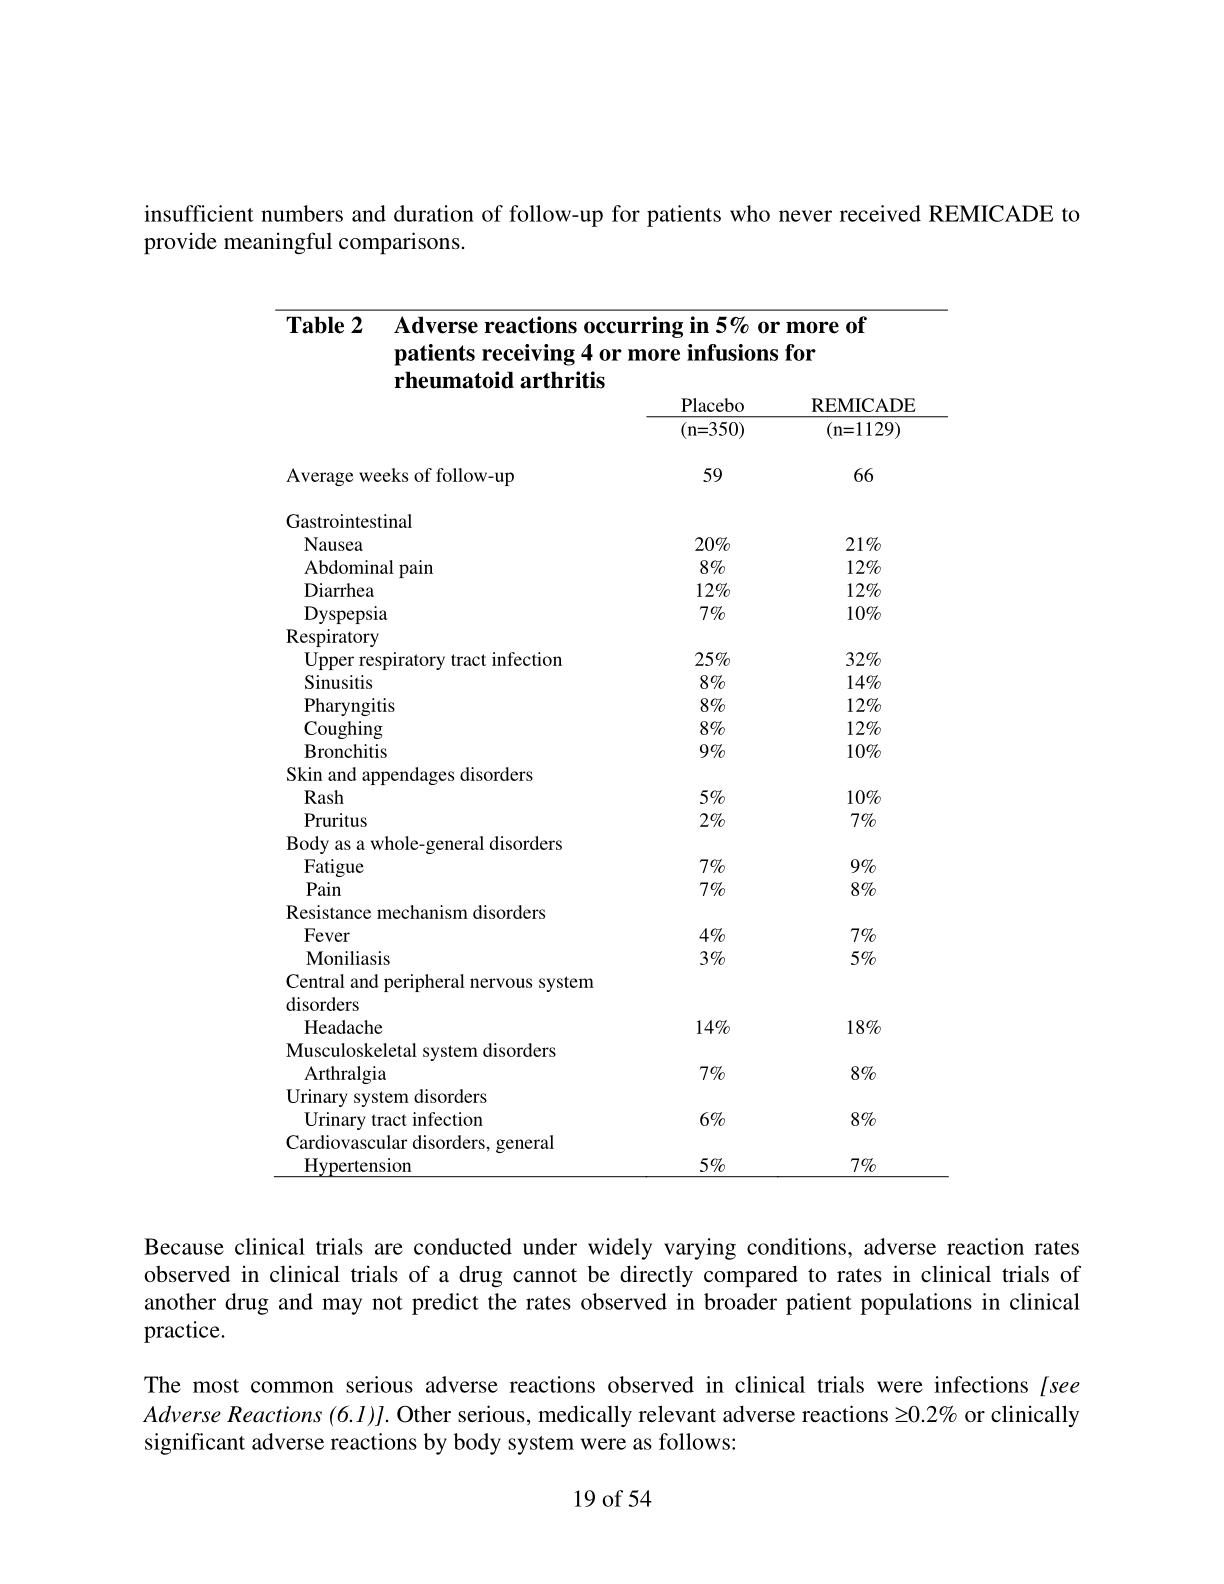 insufficient numbers and duration of follow-up for patients who never received REMICADE to
provide meaningful comparisons.
Table 2 Adverse reactions occurring in 5% or more of
patients receiving 4 or more infusions for
rheumatoid arthritis
Placebo REMICADE
(n=350) (n=1129)
Average weeks of follow-up 59 66
Gastrointestinal
Nausea 20% 21%
Abdominal pain 8% 12%
Diarrhea 12% 12%
Dyspepsia 7% 10%
Respiratory
Upper respiratory tract infection 25% 32%
Sinusitis 8% 14%
Pharyngitis 8% 12%
Coughing 8% 12%
Bronchitis 9% 10%
Skin and appendages disorders
Rash 5% 10%
Pruritus 2% 7%
Body as a whole-general disorders
Fatigue 7% 9%
Pain 7% 8%
Resistance mechanism disorders
Fever 4% 7%
Moniliasis 3% 5%
Central and peripheral nervous system
disorders
Headache 14% 18%
Musculoskeletal system disorders
Arthralgia 7% 8%
Urinary system disorders
Urinary tract infection 6% 8%
Cardiovascular disorders, general
Hypertension 5% 7%
Because clinical trials are conducted under widely varying conditions, adverse reaction rates
observed in clinical trials of a drug cannot be directly compared to rates in clinical trials of
another drug and may not predict the rates observed in broader patient populations in clinical
practice.
The most common serious adverse reactions observed in clinical trials were infections [see
Adverse Reactions (6.1)]. Other serious, medically relevant adverse reactions ≥0.2% or clinically
significant adverse reactions by body system were as follows:
19 of 54